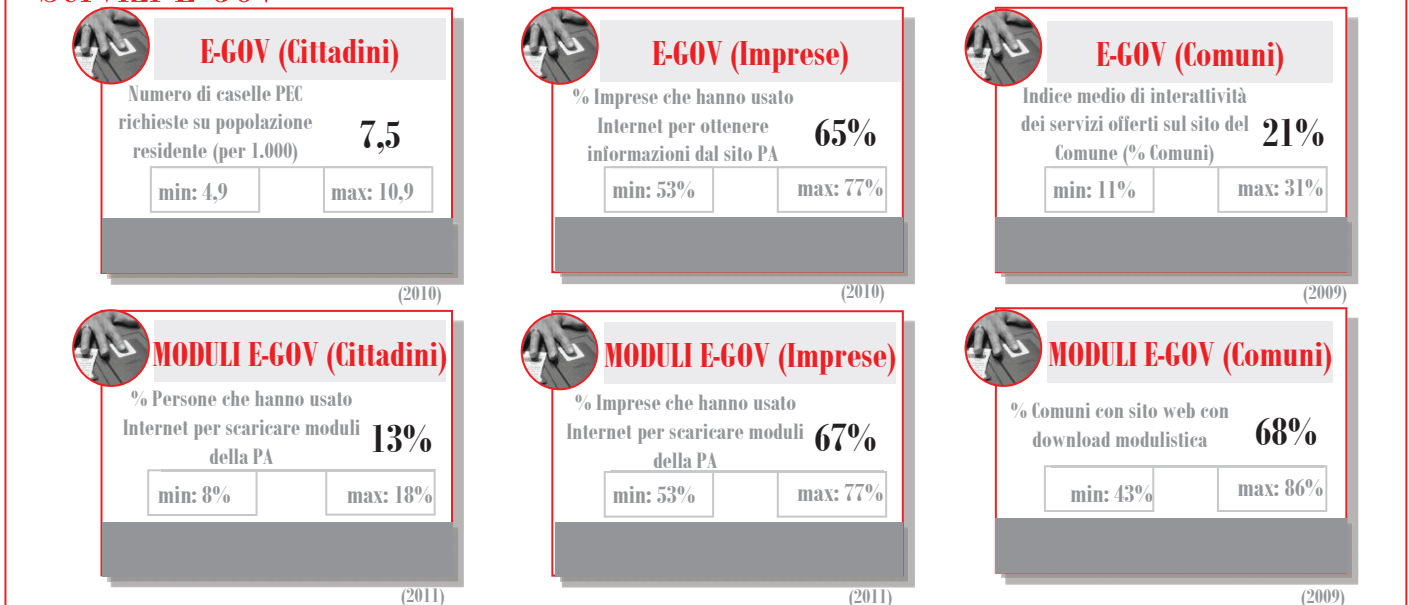 SERVIZI E-GOV
E-GOV (Cittadini)
Numero di caselle PEC
richieste su popolazione
residente (per 1.000)
7,5
min: 4,9
max: 10,9
(2010)
E-GOV (Imprese)
% Imprese che hanno usato
Internet per ottenere
informazioni dal sito PA
65%
min: 53%
max: 77%
(2010)
E-GOV (Comuni)
Indice medio di interattività
dei servizi offerti sul sito del
Comune (% Comuni)
21%
min: 11%
max: 31%
(2009)
MODULI E-GOV (Cittadini)
% Persone che hanno usato
Internet per scaricare moduli
della PA
13%
min: 8%
max: 18%
(2011)
MODULI E-GOV (Imprese)
% Imprese che hanno usato
Internet per scaricare moduli
della PA
67%
min: 53%
max: 77%
(2011)
MODULI E-GOV (Comuni)
% Comuni con sito web con
download modulistica
68%
min: 43%
max: 86%
(2009)